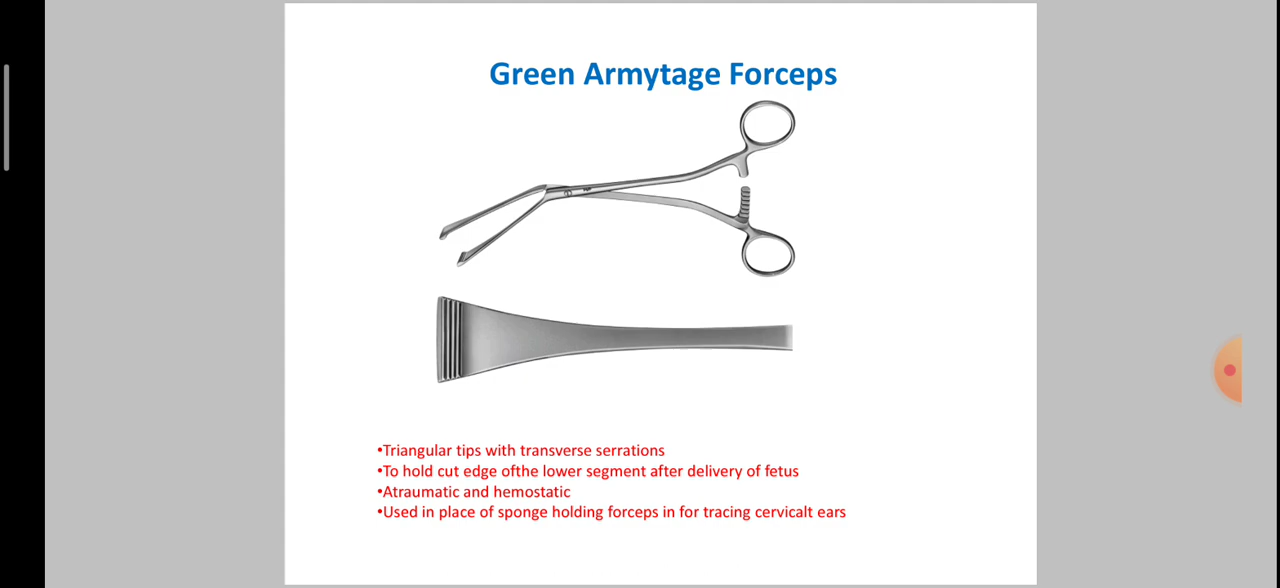 Green Armytage Forceps
•Triangular tips with transverse serrations
•To hold cut edge ofthe lower segment after delivery of fetus
•Atraumatic and hemostatic
•Used in place of sponge holding forceps in for tracing cervicalt ears